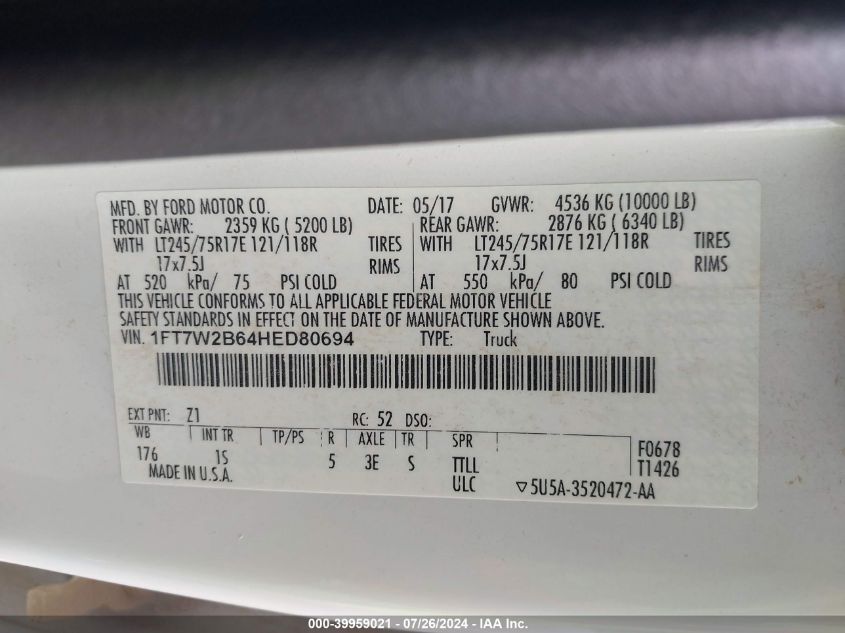 MFD. BY FORD MOTOR CO. DATE: 05/17 GVWR: 4536 KG (10000 LB)
FRONT GAWR: 2359 KG ( 5200 LB) REAR GAWR: 2876 KG ( 6340 LB)
WITH LT245/75R17E 121/118R TIRES WITH LT245/75R17E 121/118R TIRES
17x7.5J RIMS 17x7.5J RIMS
AT 520 kPa/ 75 PSI COLD AT 550 kPa/ 80 PSI COLD
THIS VEHICLE CONFORMS TO ALL APPLICABLE FEDERAL MOTOR VEHICLE
SAFETY STANDARDS IN EFFECT ON THE DATE OF MANUFACTURE SHOWN ABOVE.
VIN. 1FT7W2B64HED80694 TYPE: Truck
EXT PNT: Z1 RC: 52 DSO:
WB INT TR TP/PS R AXLE TR SPR F0678
176 1S 5 3E S TTLL T1426
MADE IN U.S.A. ULC ▽5U5A-3520472-AA
000-39959021 - 07/26/2024 - IAA Inc.